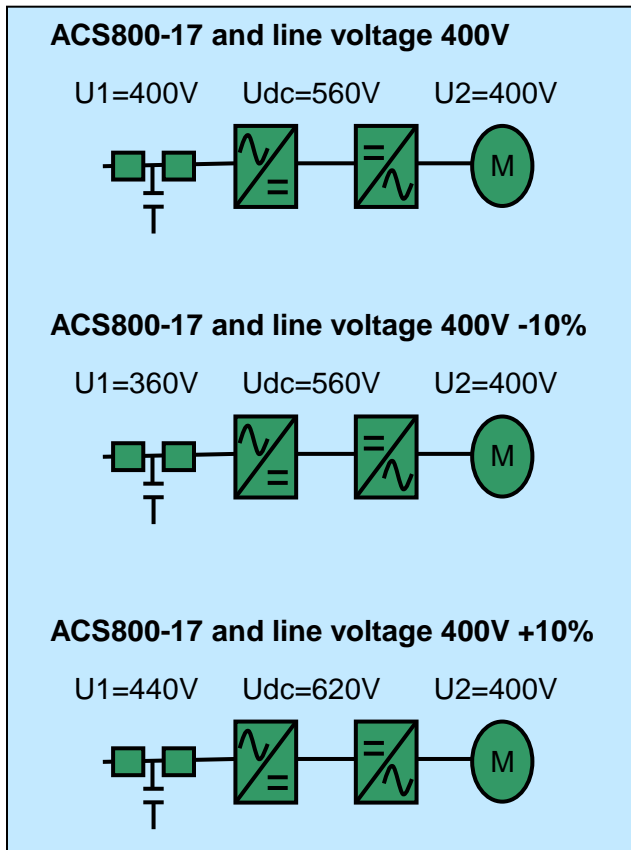 ACS800-17 and line voltage 400V
U1=400V Udc=560V U2=400V
M
ACS800-17 and line voltage 400V -10%
U1=360V Udc=560V U2=400V
M
ACS800-17 and line voltage 400V +10%
U1=440V Udc=620V U2=400V
M